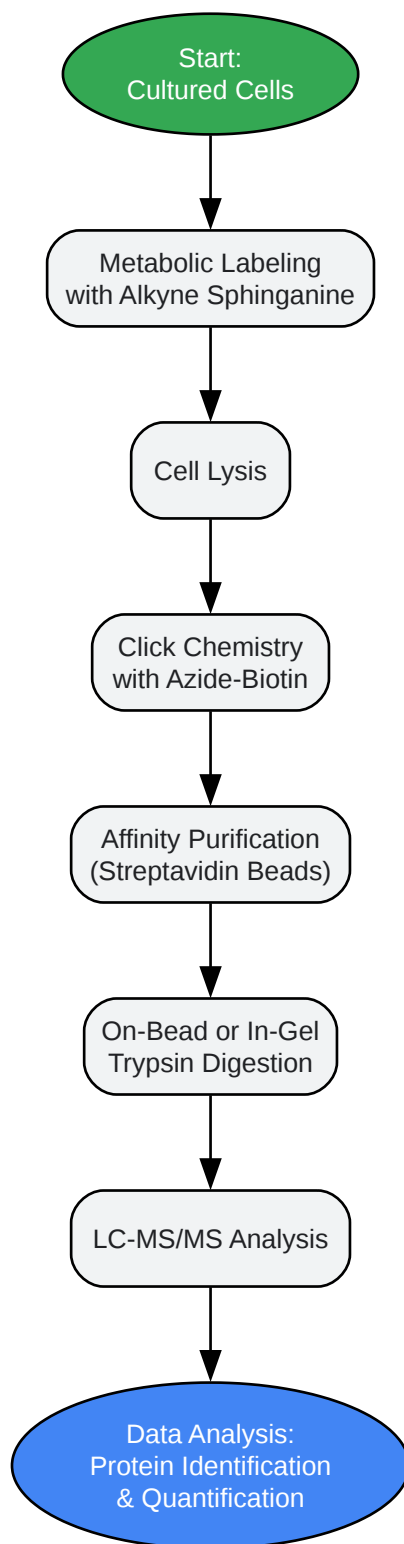 Start:
Cultured Cells
Metabolic Labeling
with Alkyne Sphinganine
Cell Lysis
Click Chemistry
with Azide-Biotin
Affinity Purification
(Streptavidin Beads)
On-Bead or In-Gel
Trypsin Digestion
LC-MS/MS Analysis
Data Analysis:
Protein Identification
& Quantification